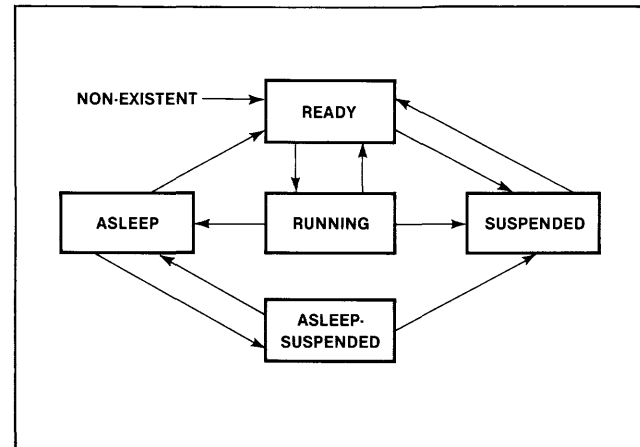 NON-EXISTENT
READY
ASLEEP
RUNNING
SUSPENDED
ASLEEP-
SUSPENDED